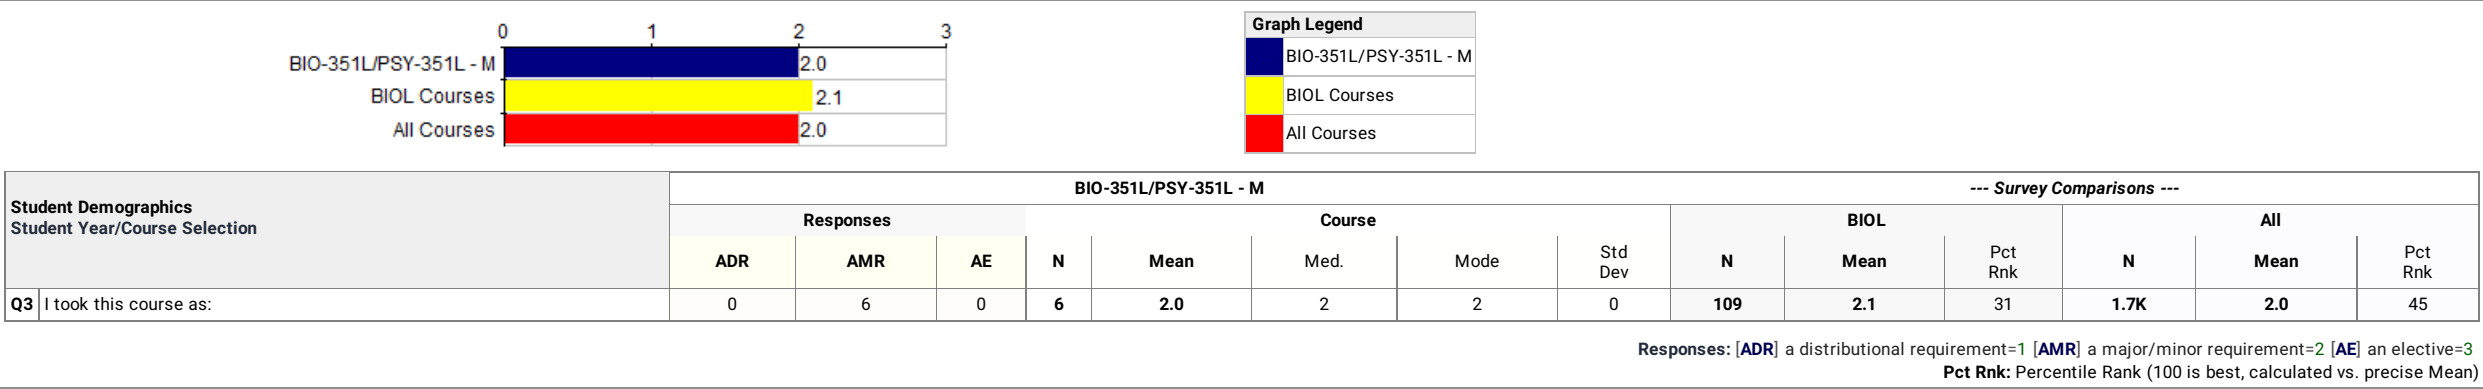 0 1 2 3
BIO-351L/PSY-351L - M 2.0
BIOL Courses 2.1
All Courses 2.0
Graph Legend
BIO-351L/PSY-351L - M
BIOL Courses
All Courses
Student Demographics
Student Year/Course Selection
BIO-351L/PSY-351L - M --- Survey Comparisons ---
Responses Course BIOL All
ADR AMR AE N Mean Med. Mode Std Dev N Mean Pct Rnk N Mean Pct Rnk
Q3 I took this course as: 0 6 0 6 2.0 2 2 0 109 2.1 31 1.7K 2.0 45
Responses: [ADR] a distributional requirement=1 [AMR] a major/minor requirement=2 [AE] an elective=3
Pct Rnk: Percentile Rank (100 is best, calculated vs. precise Mean)